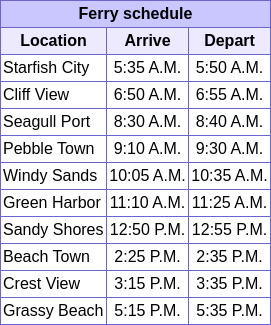 Ferry schedule
Location Arrive Depart
Starfish City 5:35 A.M. 5:50 A.M.
Cliff View 6:50 A.M. 6:55 A.M.
Seagull Port 8:30 A.M. 8:40 A.M.
Pebble Town 9:10 A.M. 9:30 A.M.
Windy Sands 10:05 A.M. 10:35 A.M.
Green Harbor 11:10 A.M. 11:25 A.M.
Sandy Shores 12:50 P.M. 12:55 P.M.
Beach Town 2:25 P.M. 2:35 P.M.
Crest View 3:15 P.M. 3:35 P.M.
Grassy Beach 5:15 P.M. 5:35 P.M.